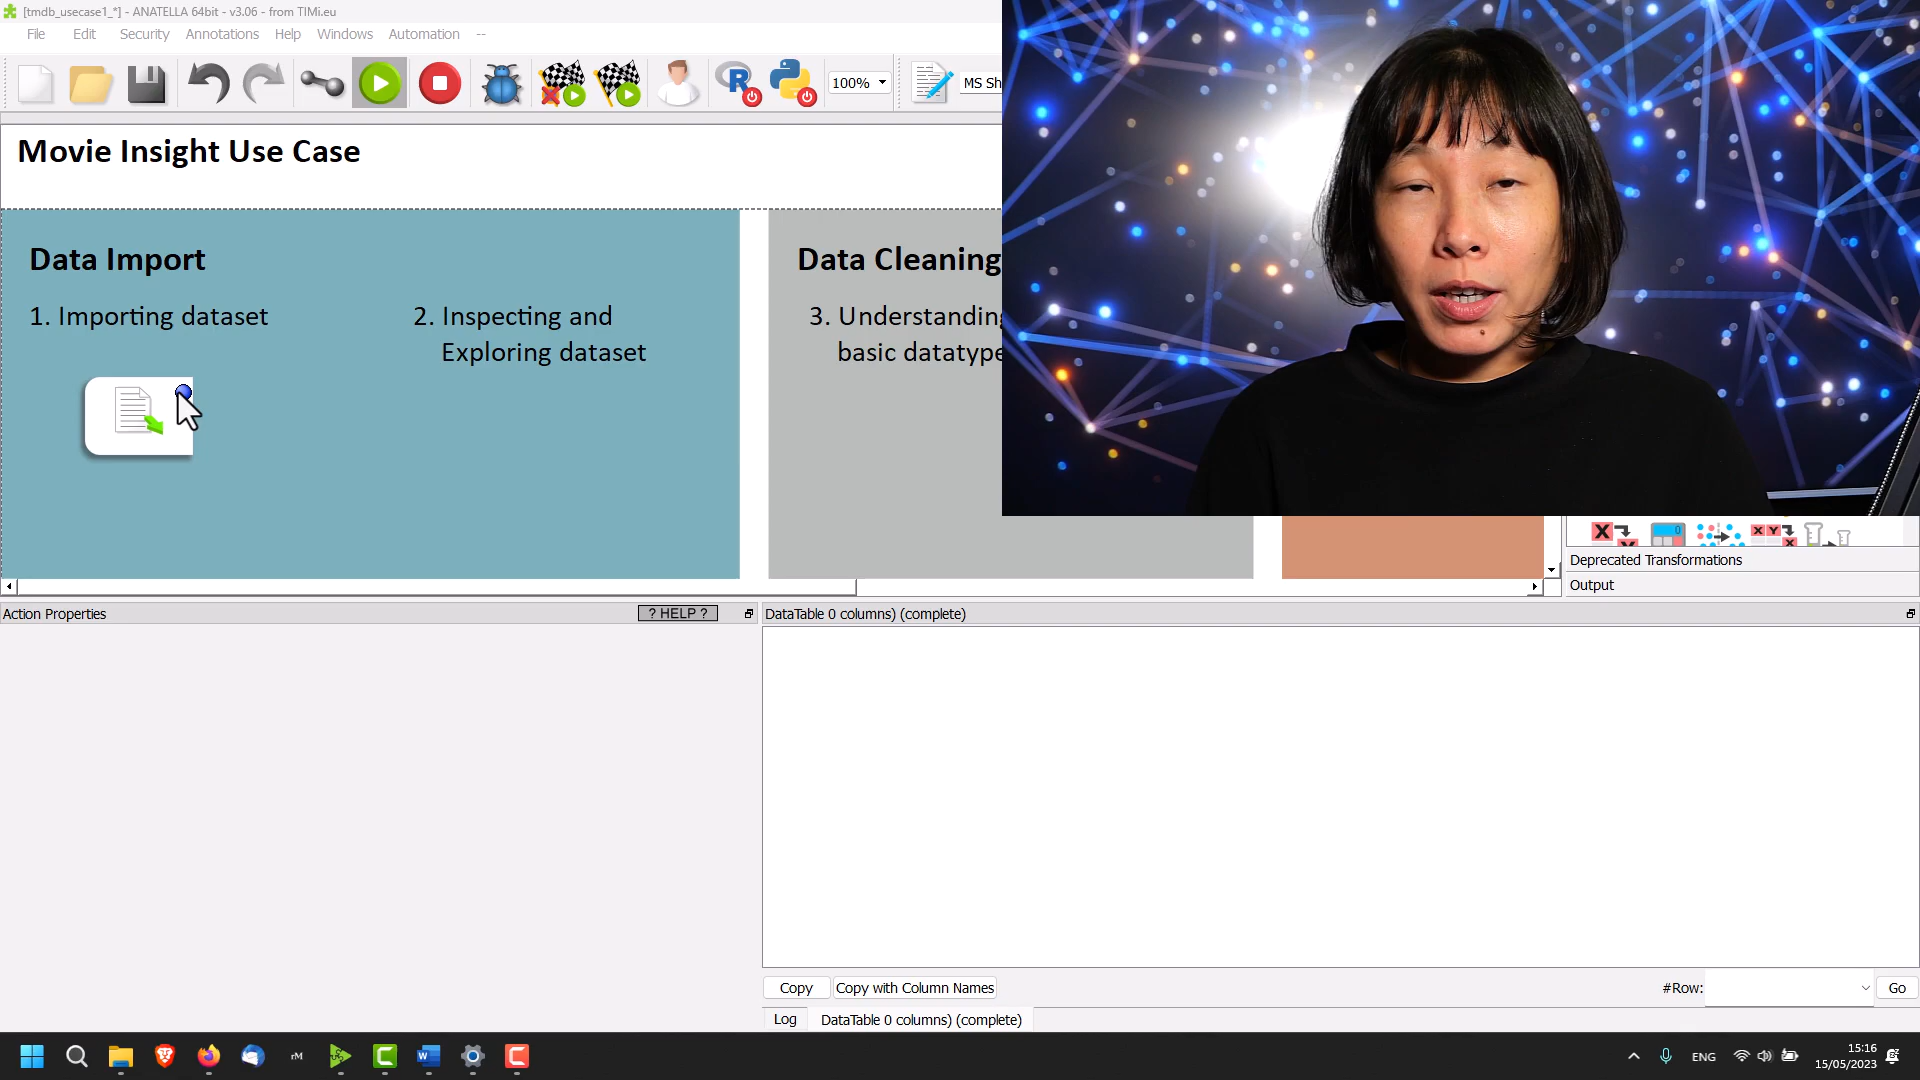 [tmdb_usecase1_*] - ANATELLA 64bit - v3.06 - from TIMi.eu
File Edit Security Annotations Help Windows Automation --
100% MS Sh
Movie Insight Use Case
Data Import
1. Importing dataset
2. Inspecting and
Exploring dataset
Data Cleaning
3. Understanding
basic datatype
Deprecated Transformations
Output
Action Properties
? HELP ?
DataTable 0 columns) (complete)
Copy
Copy with Column Names
#Row:
Go
Log
DataTable 0 columns) (complete)
rM
ENG
15:16
15/05/2023